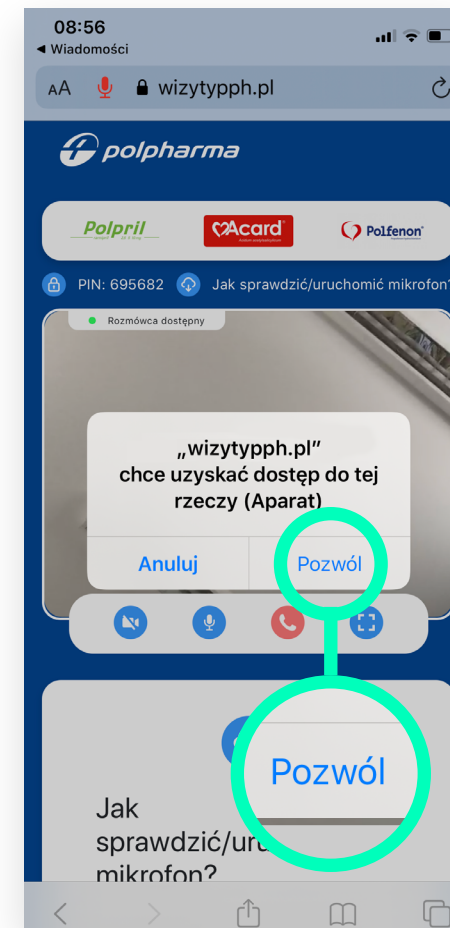 08:56
◀ Wiadomości
AA wizytypph.pl
polpharma
Polpril
Acard
Polfenon
PIN: 695682 Jak sprawdzić/uruchomić mikrofon?
Rozmówca dostępny
„wizytypph.pl”
chce uzyskać dostęp do tej
rzeczy (Aparat)
Anuluj Pozwól
Pozwól
Jak
sprawdzić/uru
mikrofon?